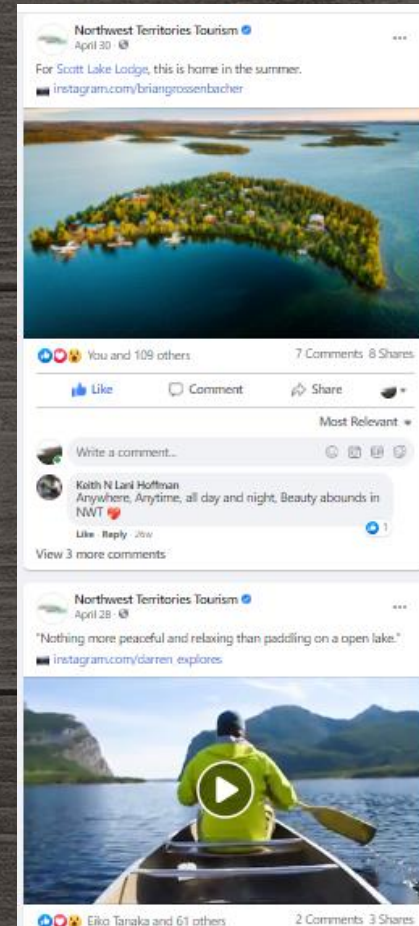 Northwest Territories Tourism
April 30 ·
···
For Scott Lake Lodge, this is home in the summer.
instagram.com/briangrossenbacher
You and 109 others
7 Comments 8 Shares
Like
Comment
Share
Most Relevant
Write a comment...
Keith N Lani Hoffman
Anywhere, Anytime, all day and night, Beauty abounds in
NWT
Like · Reply · 26w
1
View 3 more comments
Northwest Territories Tourism
April 28 ·
···
"Nothing more peaceful and relaxing than paddling on a open lake."
instagram.com/darren_explores
Eiko Tanaka and 61 others
2 Comments 3 Shares